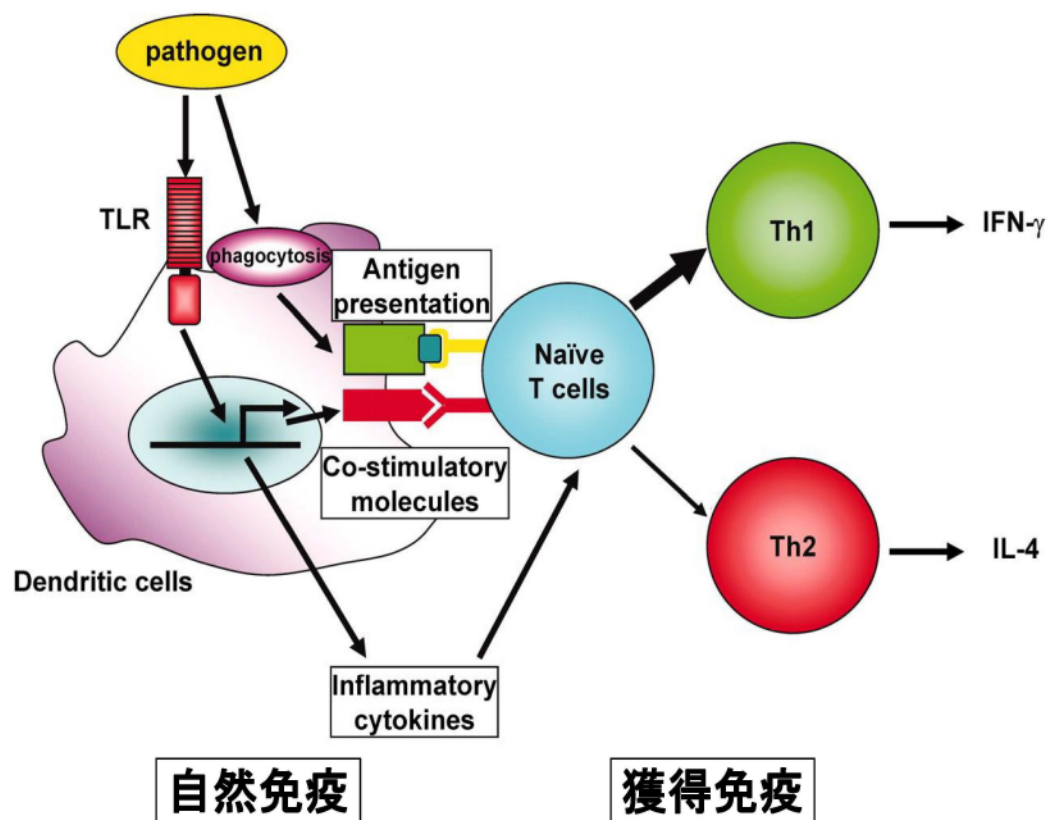 pathogen
TLR
phagocytosis
Antigen
presentation
Naïve
T cells
Co-stimulatory
molecules
Dendritic cells
Inflammatory
cytokines
Th1
IFN-γ
Th2
IL-4
自然免疫
獲得免疫